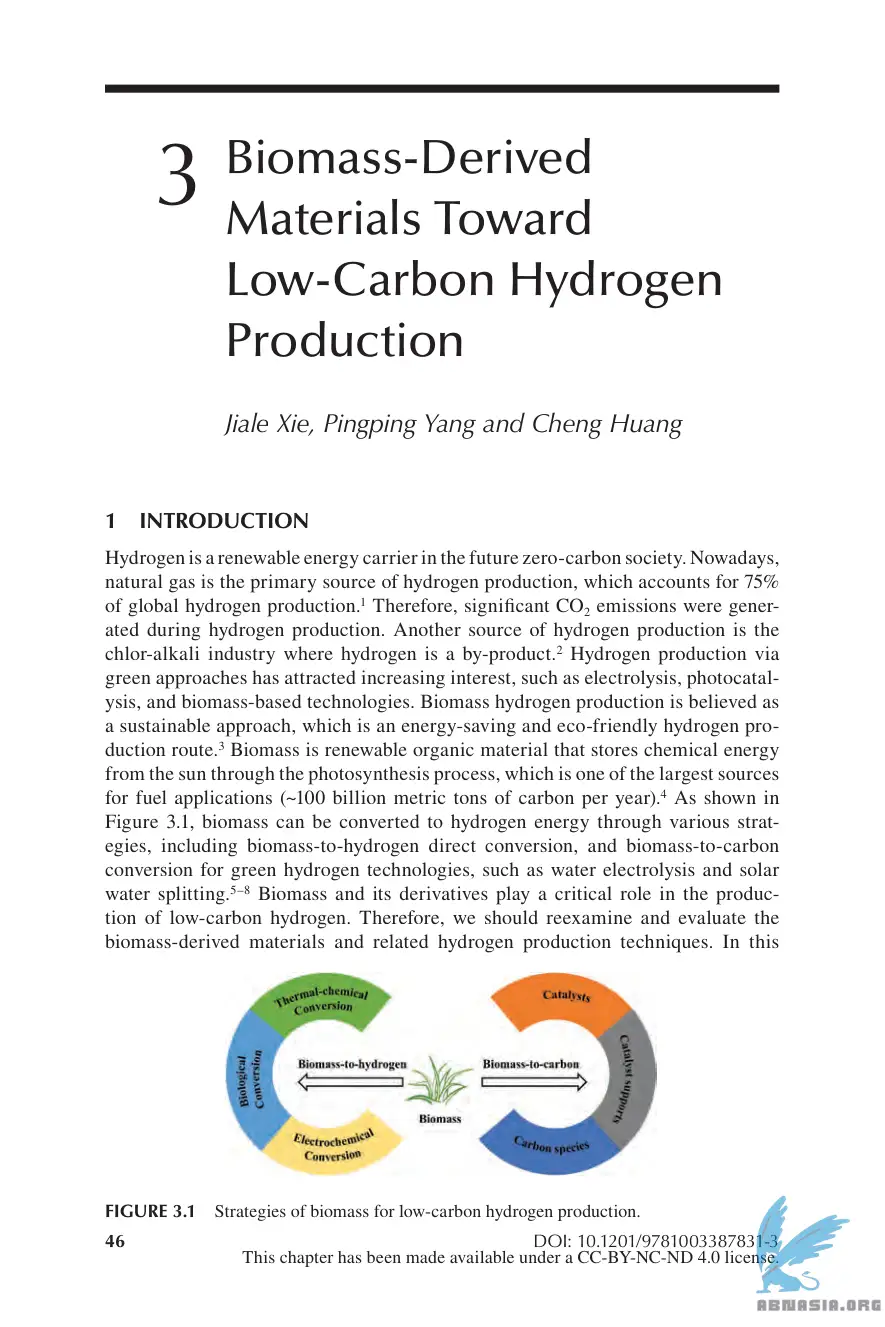 3
Biomass-Derived
Materials Toward
Low-Carbon Hydrogen
Production
Jiale Xie, Pingping Yang and Cheng Huang
1 INTRODUCTION
Hydrogen is a renewable energy carrier in the future zero-carbon society. Nowadays,
natural gas is the primary source of hydrogen production, which accounts for 75%
of global hydrogen production.1 Therefore, significant CO2 emissions were gener-
ated during hydrogen production. Another source of hydrogen production is the
chlor-alkali industry where hydrogen is a by-product.2 Hydrogen production via
green approaches has attracted increasing interest, such as electrolysis, photocatal-
ysis, and biomass-based technologies. Biomass hydrogen production is believed as
a sustainable approach, which is an energy-saving and eco-friendly hydrogen pro-
duction route.3 Biomass is renewable organic material that stores chemical energy
from the sun through the photosynthesis process, which is one of the largest sources
for fuel applications (~100 billion metric tons of carbon per year).4 As shown in
Figure 3.1, biomass can be converted to hydrogen energy through various strat-
egies, including biomass-to-hydrogen direct conversion, and biomass-to-carbon
conversion for green hydrogen technologies, such as water electrolysis and solar
water splitting.5–8 Biomass and its derivatives play a critical role in the produc-
tion of low-carbon hydrogen. Therefore, we should reexamine and evaluate the
biomass-derived materials and related hydrogen production techniques. In this
Thermal-chemical
Conversion
Biological
Conversion
Electrochemical
Conversion
Biomass-to-hydrogen
Biomass
Biomass-to-carbon
Catalysts
Catalyst supports
Carbon species
FIGURE 3.1 Strategies of biomass for low-carbon hydrogen production.
46 DOI: 10.1201/9781003387831-3
This chapter has been made available under a CC-BY-NC-ND 4.0 license.
ABNASIA.ORG